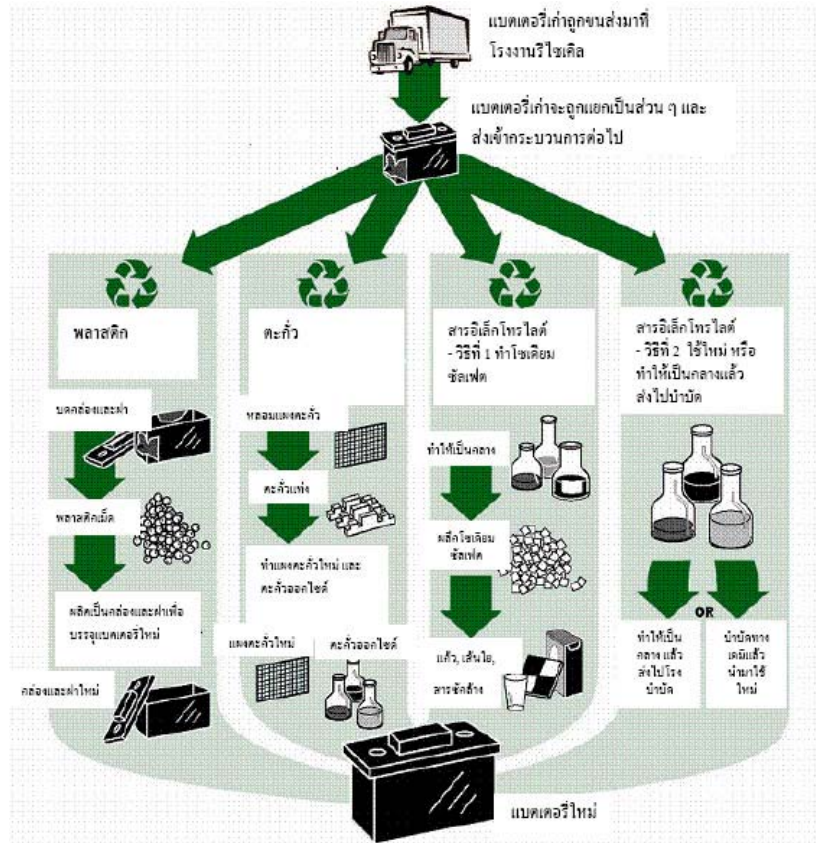 แบตเตอรี่เก่าถูกขนส่งมาที่
โรงงานรีไซเคิล
แบตเตอรี่เก่าจะถูกแยกเป็นส่วน ๆ และ
ส่งเข้ากระบวนการต่อไป
พลาสติก
บดกล่องและฝา
พลาสติกเม็ด
ผลิตเป็นกล่องและฝาเพื่อ
บรรจุแบตเตอรี่ใหม่
กล่องและฝาใหม่
ตะกั่ว
หลอมแผงตะกั่ว
ตะกั่วแท่ง
ทำแผงตะกั่วใหม่ และ
ตะกั่วออกไซด์
แผงตะกั่วใหม่
ตะกั่วออกไซด์
สารอิเล็กโทรไลต์
- วิธีที่ 1 ทำโซเดียม
ซัลเฟต
ทำให้เป็นกลาง
ผลึกโซเดียม
ซัลเฟต
แก้ว, เส้นใย,
สารซักล้าง
สารอิเล็กโทรไลต์
- วิธีที่ 2 ใช้ใหม่ หรือ
ทำให้เป็นกลางแล้ว
ส่งไปบำบัด
OR
ทำให้เป็น
กลาง แล้ว
ส่งไปโรง
บำบัด
บำบัดทาง
เคมีแล้ว
นำมาใช้
ใหม่
แบตเตอรี่ใหม่